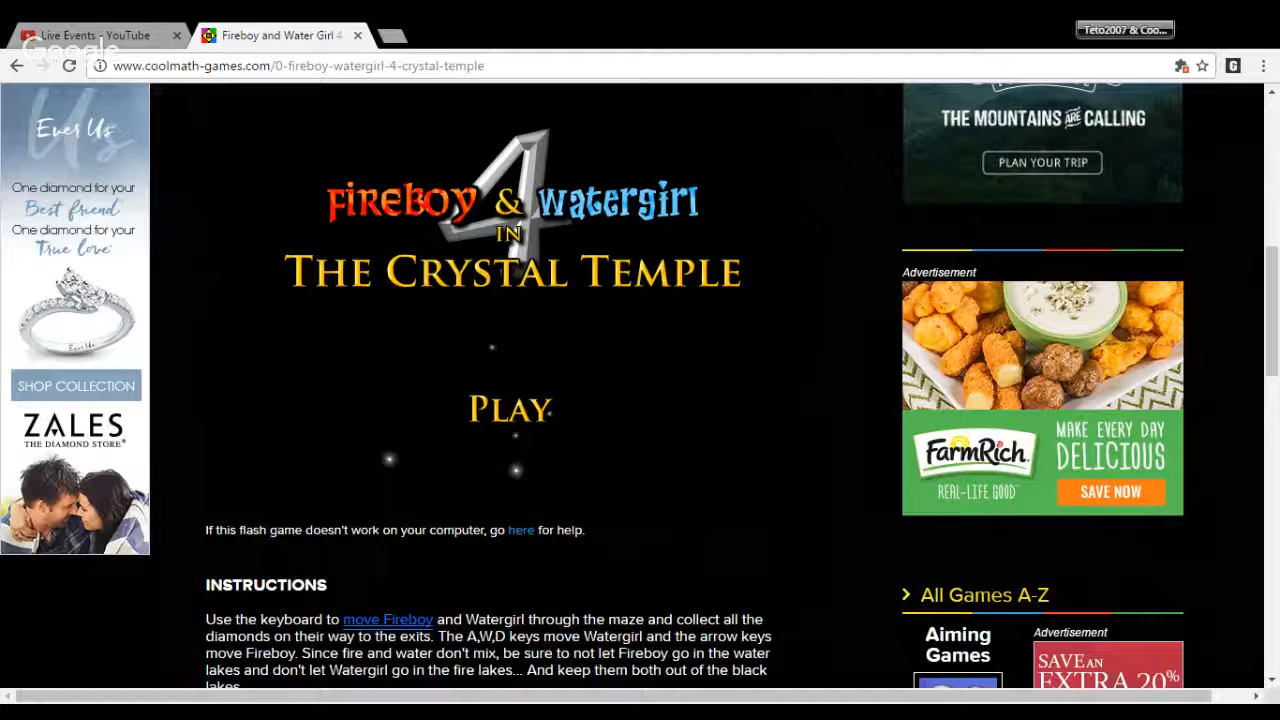 Live Events - YouTube
Fireboy and Water Girl 4
Teto2007 & Coo...
Google
www.coolmath-games.com/0-fireboy-watergirl-4-crystal-temple
Ever Us
One diamond for your
Best friend
One diamond for your
True love
Ever Us
SHOP COLLECTION
ZALES
THE DIAMOND STORE®
4
fireboy & watergirl
IN
THE CRYSTAL TEMPLE
PLAY
If this flash game doesn't work on your computer, go here for help.
INSTRUCTIONS
Use the keyboard to move Fireboy and Watergirl through the maze and collect all the
diamonds on their way to the exits. The A,W,D keys move Watergirl and the arrow keys
move Fireboy. Since fire and water don't mix, be sure to not let Fireboy go in the water
lakes and don't let Watergirl go in the fire lakes... And keep them both out of the black
lakes.
THE MOUNTAINS ARE CALLING
PLAN YOUR TRIP
Advertisement
FarmRich
REAL-LIFE GOOD™
MAKE EVERY DAY
DELICIOUS
SAVE NOW
All Games A-Z
Aiming
Games
Advertisement
SAVE AN
EXTRA 20%